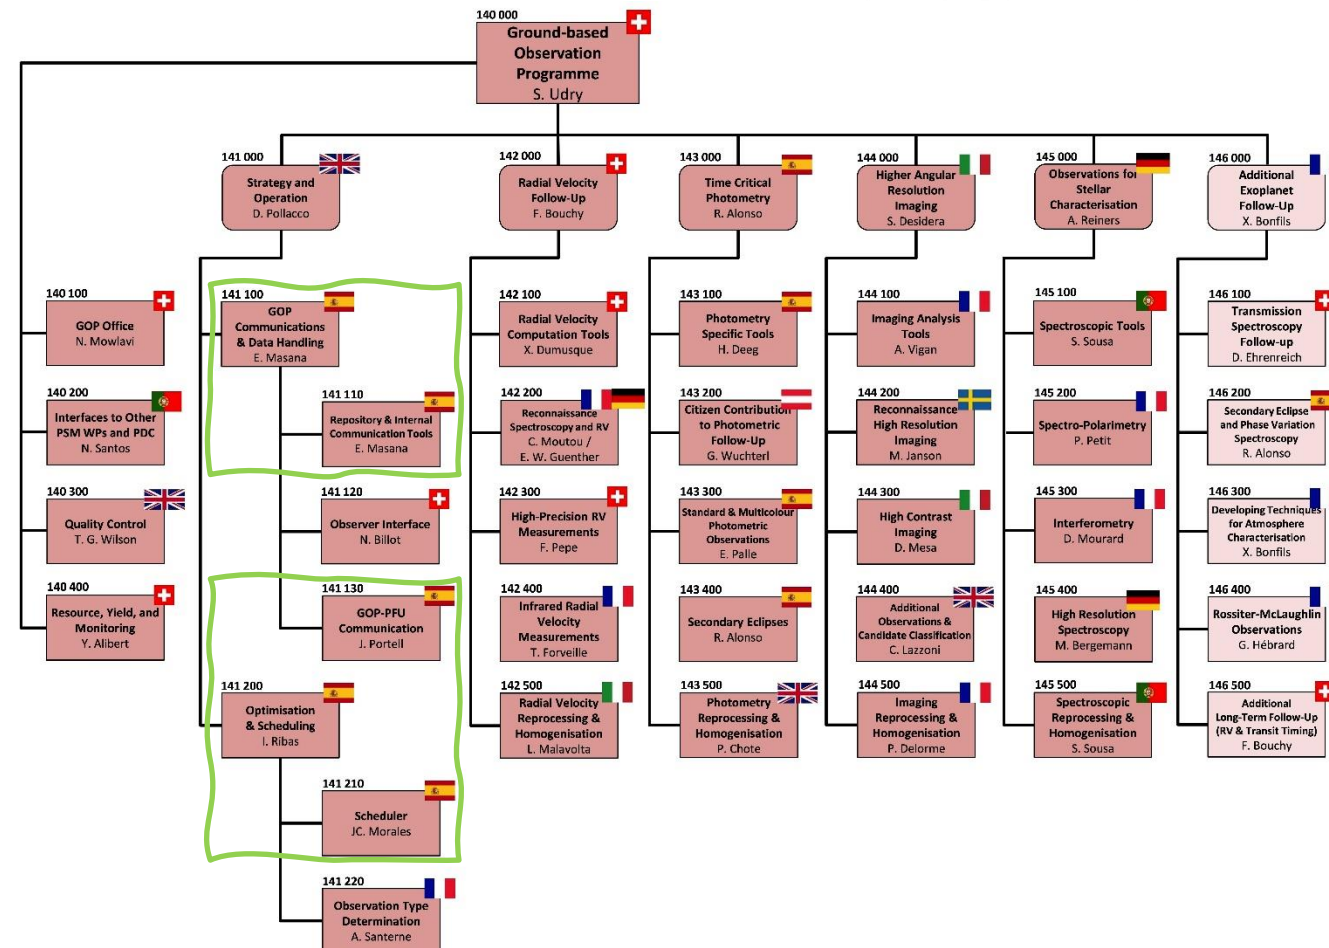 140 000
Ground-based
Observation
Programme
S. Udry
141 000
Strategy and
Operation
D. Pollacco
142 000
Radial Velocity
Follow-Up
F. Bouchy
143 000
Time Critical
Photometry
R. Alonso
144 000
Higher Angular
Resolution
Imaging
S. Desidera
145 000
Observations for
Stellar
Characterisation
A. Reiners
146 000
Additional
Exoplanet
Follow-Up
X. Bonfils
140 100
GOP Office
N. Mowlavi
140 200
Interfaces to Other
PSM WPs and PDC
N. Santos
140 300
Quality Control
T. G. Wilson
140 400
Resource, Yield, and
Monitoring
Y. Alibert
141 100
GOP
Communications
& Data Handling
E. Masana
141 110
Repository & Internal
Communication Tools
E. Masana
141 120
Observer Interface
N. Billot
141 130
GOP-PFU
Communication
J. Portell
141 200
Optimisation
& Scheduling
I. Ribas
141 210
Scheduler
JC. Morales
141 220
Observation Type
Determination
A. Santerne
142 100
Radial Velocity
Computation Tools
X. Dumusque
142 200
Reconnaissance
Spectroscopy and RV
C. Moutou /
E. W. Guenther
142 300
High-Precision RV
Measurements
F. Pepe
142 400
Infrared Radial
Velocity
Measurements
T. Forveille
142 500
Radial Velocity
Reprocessing &
Homogenisation
L. Malavolta
143 100
Photometry
Specific Tools
H. Deeg
143 200
Citizen Contribution
to Photometric
Follow-Up
G. Wuchterl
143 300
Standard & Multicolour
Photometric
Observations
E. Palle
143 400
Secondary Eclipses
R. Alonso
143 500
Photometry
Reprocessing &
Homogenisation
P. Chote
144 100
Imaging Analysis
Tools
A. Vigan
144 200
Reconnaissance
High Resolution
Imaging
M. Janson
144 300
High Contrast
Imaging
D. Mesa
144 400
Additional
Observations &
Candidate Classification
C. Lazzoni
144 500
Imaging
Reprocessing &
Homogenisation
P. Delorme
145 100
Spectroscopic Tools
S. Sousa
145 200
Spectro-Polarimetry
P. Petit
145 300
Interferometry
D. Mourard
145 400
High Resolution
Spectroscopy
M. Bergemann
145 500
Spectroscopic
Reprocessing &
Homogenisation
S. Sousa
146 100
Transmission
Spectroscopy
Follow-up
D. Ehrenreich
146 200
Secondary Eclipse
and Phase Variation
Spectroscopy
R. Alonso
146 300
Developing Techniques
for Atmosphere
Characterisation
X. Bonfils
146 400
Rossiter-McLaughlin
Observations
G. Hébrard
146 500
Additional
Long-Term Follow-Up
(RV & Transit Timing)
F. Bouchy